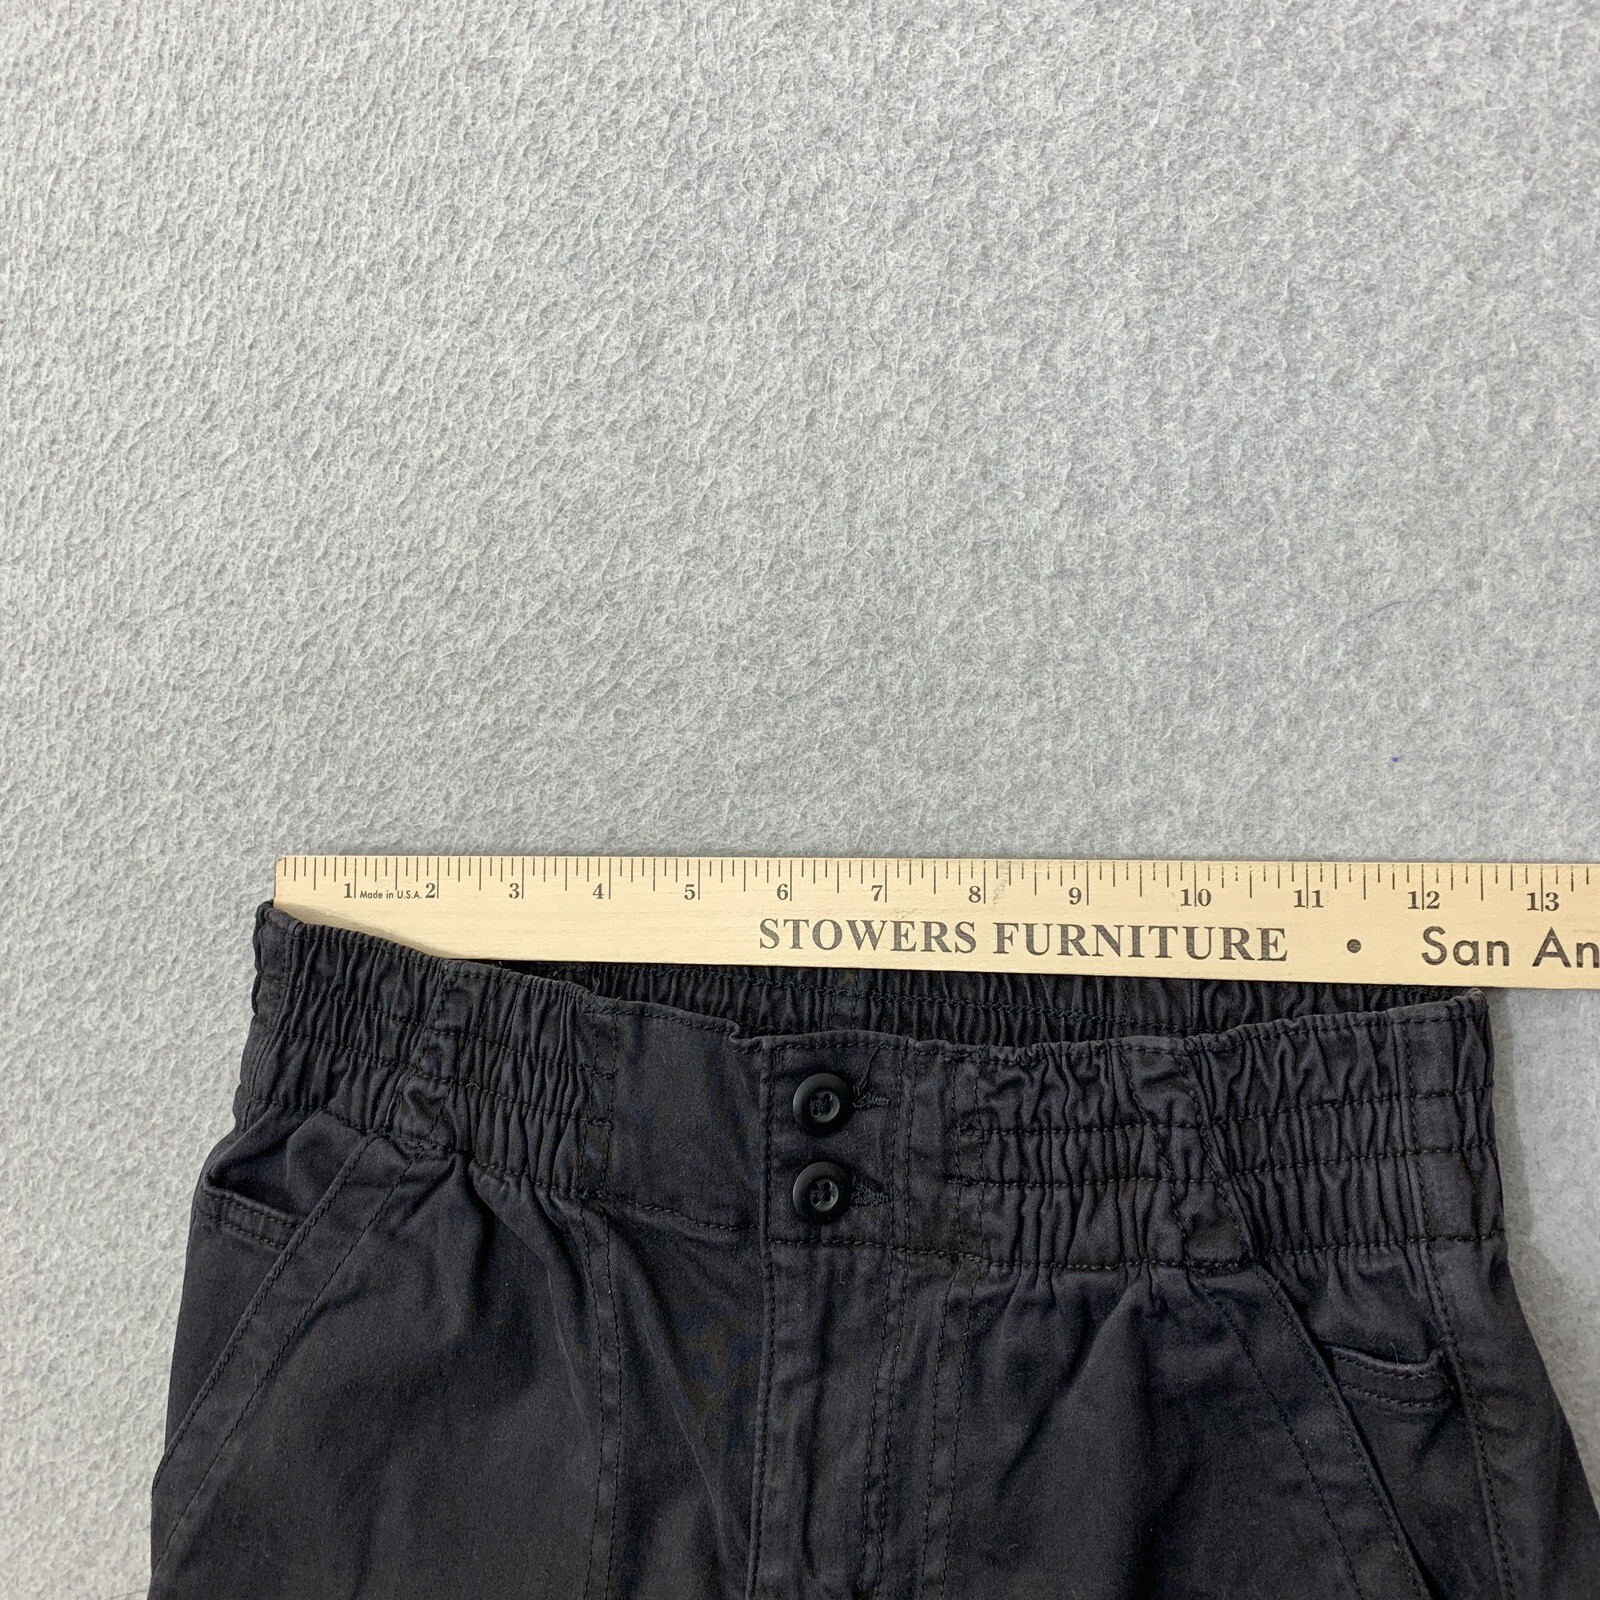 1 Made in U.S.A. 2 3 4 5 6 7 8 9 10 11 12 13
STOWERS FURNITURE • San An